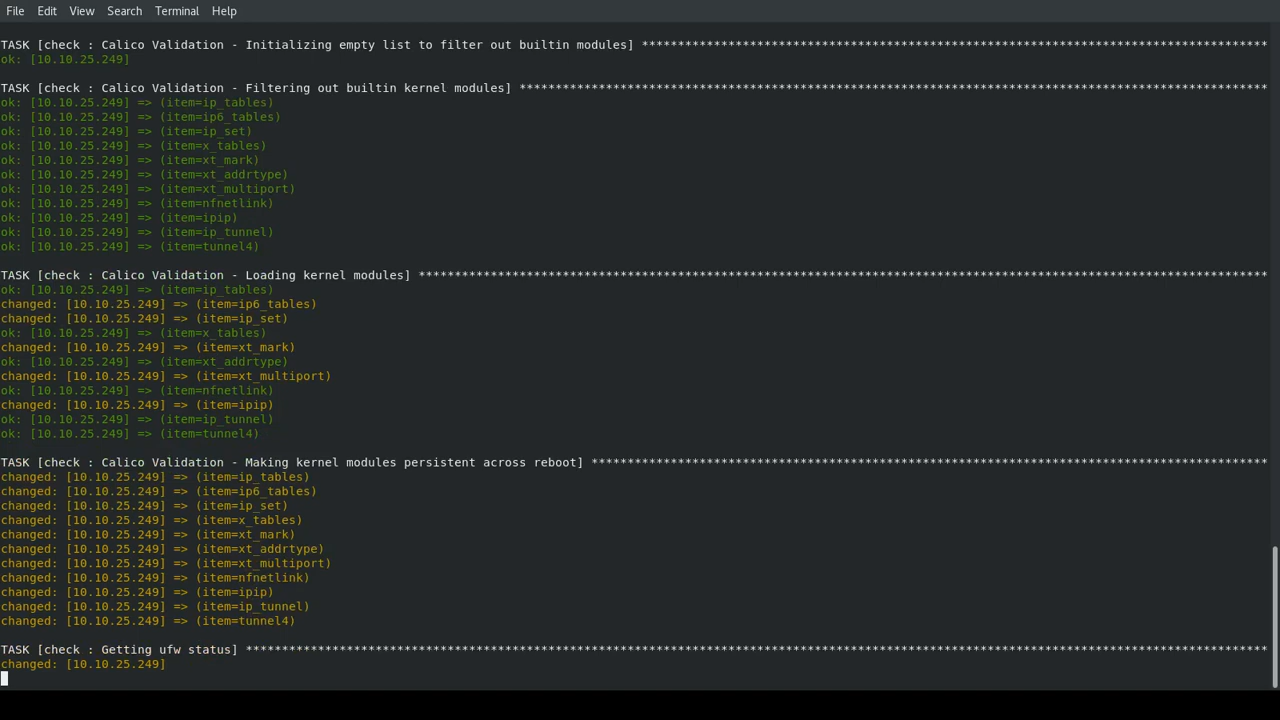 File Edit View Search Terminal Help
TASK [check : Calico Validation - Initializing empty list to filter out builtin modules] ***************************************************************************************
ok: [10.10.25.249]
TASK [check : Calico Validation - Filtering out builtin kernel modules] ********************************************************************************************************
ok: [10.10.25.249] => (item=ip_tables)
ok: [10.10.25.249] => (item=ip6_tables)
ok: [10.10.25.249] => (item=ip_set)
ok: [10.10.25.249] => (item=x_tables)
ok: [10.10.25.249] => (item=xt_mark)
ok: [10.10.25.249] => (item=xt_addrtype)
ok: [10.10.25.249] => (item=xt_multiport)
ok: [10.10.25.249] => (item=nfnetlink)
ok: [10.10.25.249] => (item=ipip)
ok: [10.10.25.249] => (item=ip_tunnel)
ok: [10.10.25.249] => (item=tunnel4)
TASK [check : Calico Validation - Loading kernel modules] **********************************************************************************************************************
ok: [10.10.25.249] => (item=ip_tables)
changed: [10.10.25.249] => (item=ip6_tables)
changed: [10.10.25.249] => (item=ip_set)
ok: [10.10.25.249] => (item=x_tables)
changed: [10.10.25.249] => (item=xt_mark)
ok: [10.10.25.249] => (item=xt_addrtype)
changed: [10.10.25.249] => (item=xt_multiport)
ok: [10.10.25.249] => (item=nfnetlink)
changed: [10.10.25.249] => (item=ipip)
ok: [10.10.25.249] => (item=ip_tunnel)
ok: [10.10.25.249] => (item=tunnel4)
TASK [check : Calico Validation - Making kernel modules persistent across reboot] **********************************************************************************************
changed: [10.10.25.249] => (item=ip_tables)
changed: [10.10.25.249] => (item=ip6_tables)
changed: [10.10.25.249] => (item=ip_set)
changed: [10.10.25.249] => (item=x_tables)
changed: [10.10.25.249] => (item=xt_mark)
changed: [10.10.25.249] => (item=xt_addrtype)
changed: [10.10.25.249] => (item=xt_multiport)
changed: [10.10.25.249] => (item=nfnetlink)
changed: [10.10.25.249] => (item=ipip)
changed: [10.10.25.249] => (item=ip_tunnel)
changed: [10.10.25.249] => (item=tunnel4)
TASK [check : Getting ufw status] **********************************************************************************************************************************************
changed: [10.10.25.249]